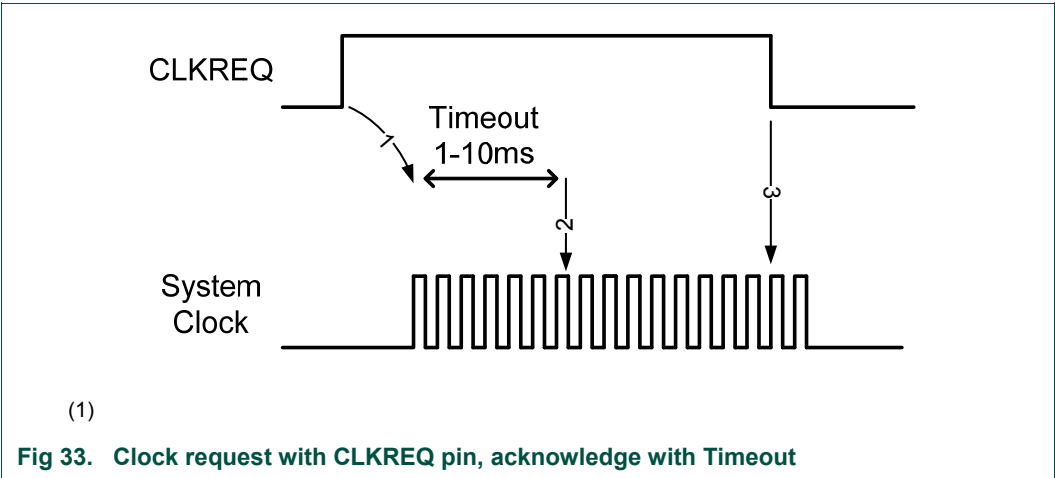 CLKREQ
Timeout
1-10ms
1
2
3
System
Clock
(1)
Fig 33. Clock request with CLKREQ pin, acknowledge with Timeout